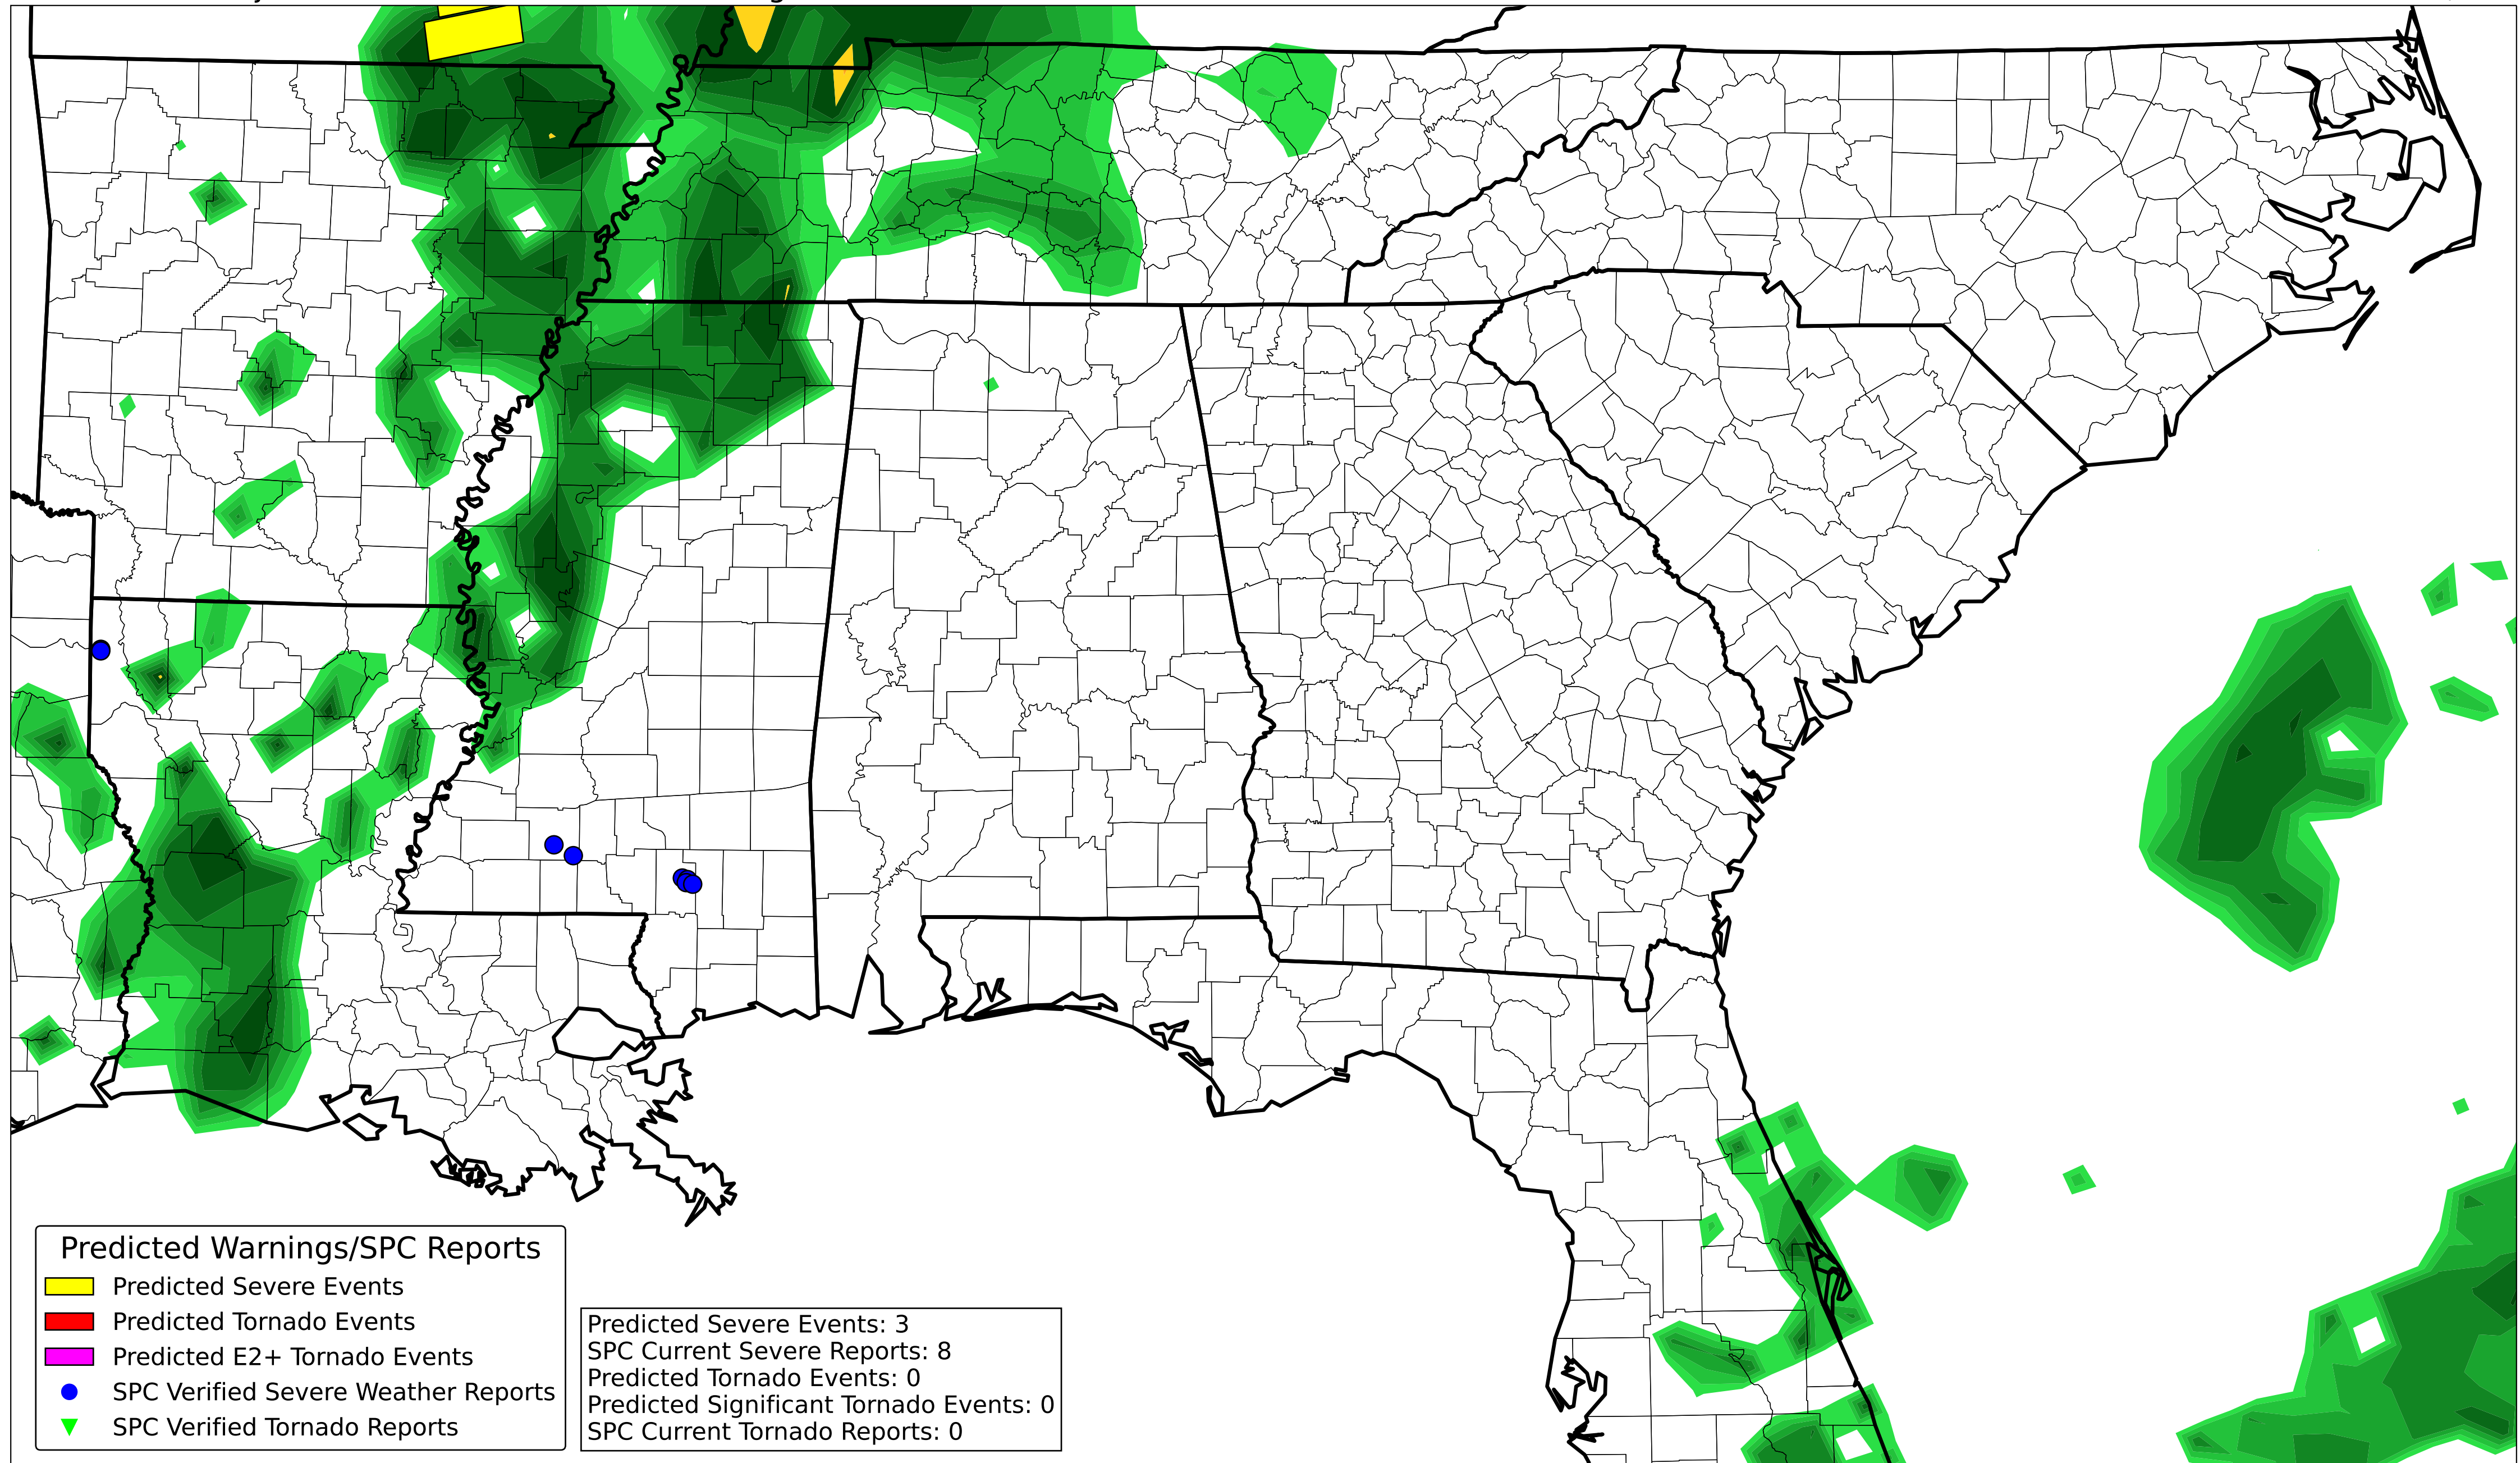 Predicted Warnings/SPC Reports
Predicted Severe Events
Predicted Tornado Events
Predicted E2+ Tornado Events
SPC Verified Severe Weather Reports
SPC Verified Tornado Reports
Predicted Severe Events: 3
SPC Current Severe Reports: 8
Predicted Tornado Events: 0
Predicted Significant Tornado Events: 0
SPC Current Tornado Reports: 0